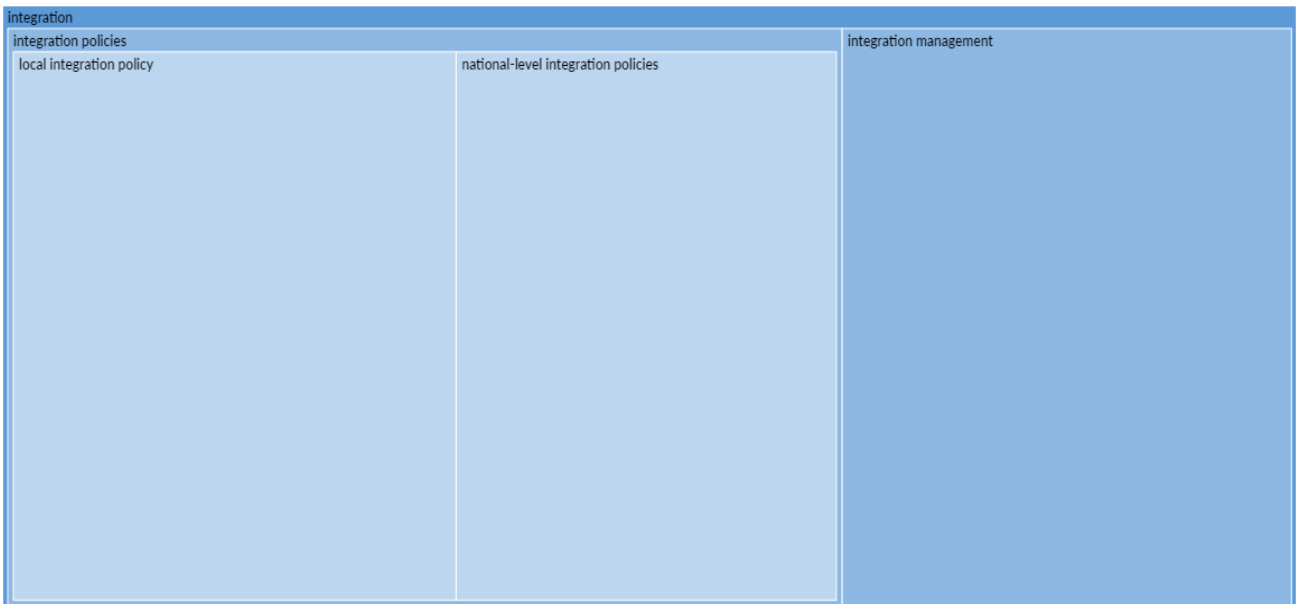 integration
integration policies
integration management
local integration policy
national-level integration policies